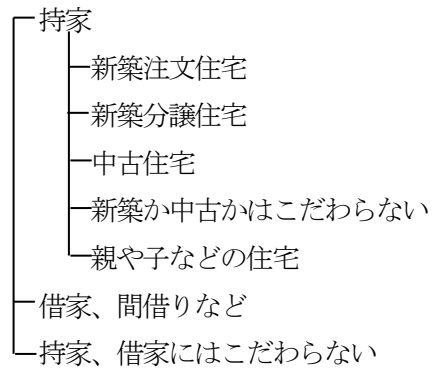 持家
新築注文住宅
新築分譲住宅
中古住宅
新築か中古かはこだわらない
親や子などの住宅
借家、間借りなど
持家、借家にはこだわらない